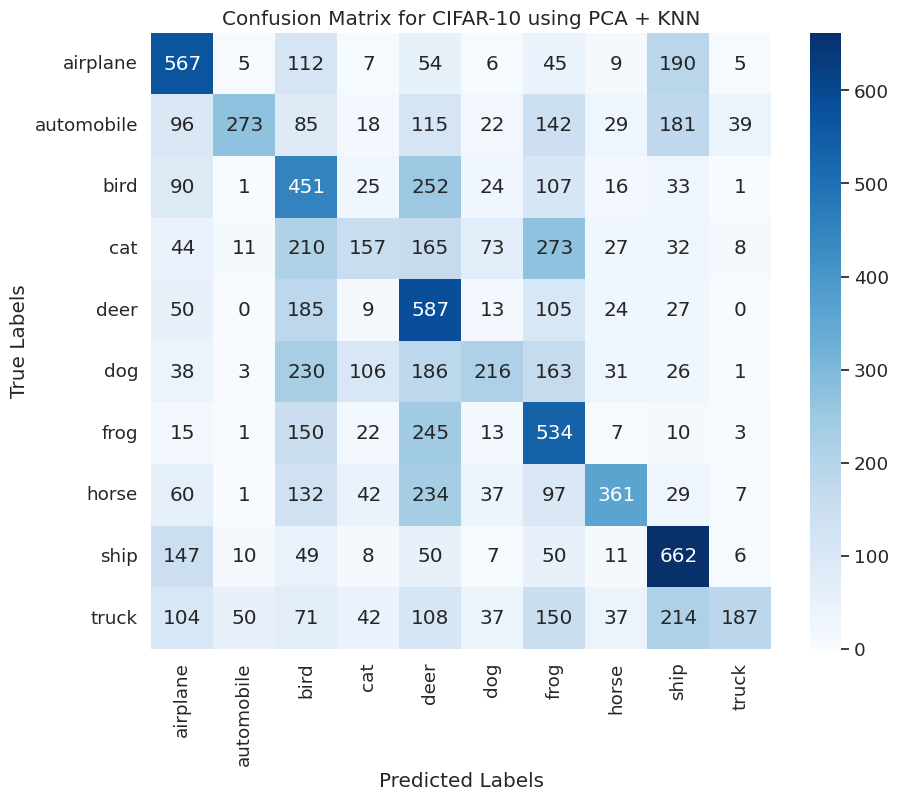 Confusion Matrix for CIFAR-10 using PCA + KNN
airplane 567 5 112 7 54 6 45 9 190 5
automobile 96 273 85 18 115 22 142 29 181 39
bird 90 1 451 25 252 24 107 16 33 1
cat 44 11 210 157 165 73 273 27 32 8
deer 50 0 185 9 587 13 105 24 27 0
dog 38 3 230 106 186 216 163 31 26 1
frog 15 1 150 22 245 13 534 7 10 3
horse 60 1 132 42 234 37 97 361 29 7
ship 147 10 49 8 50 7 50 11 662 6
truck 104 50 71 42 108 37 150 37 214 187
airplane automobile bird cat deer dog frog horse ship truck
Predicted Labels
True Labels
600
500
400
300
200
100
0